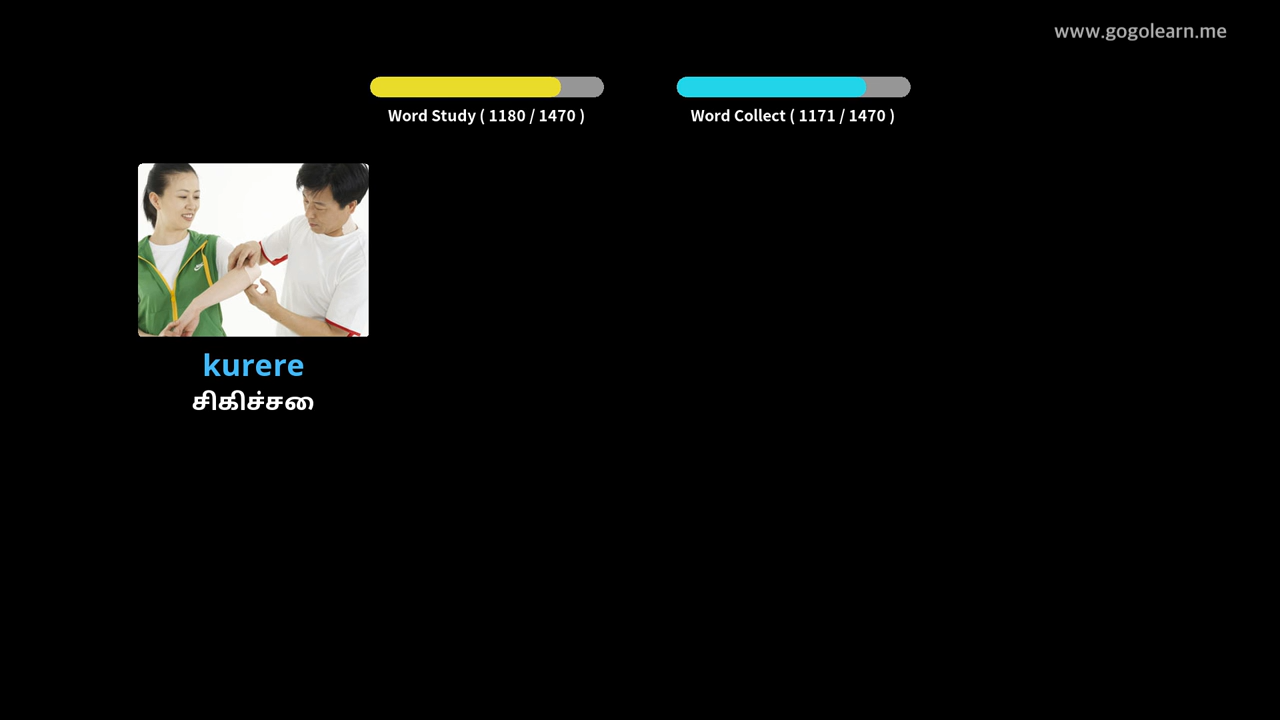 www.gogolearn.me
Word Study ( 1180 / 1470 )
Word Collect ( 1171 / 1470 )
kurere
சிகிச்சை